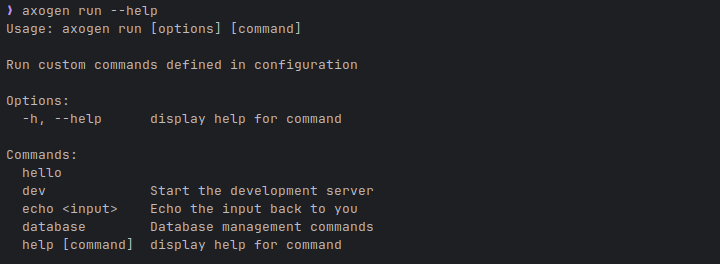 ❯ axogen run --help
Usage: axogen run [options] [command]

Run custom commands defined in configuration

Options:
  -h, --help      display help for command

Commands:
  hello
  dev             Start the development server
  echo <input>    Echo the input back to you
  database        Database management commands
  help [command]  display help for command